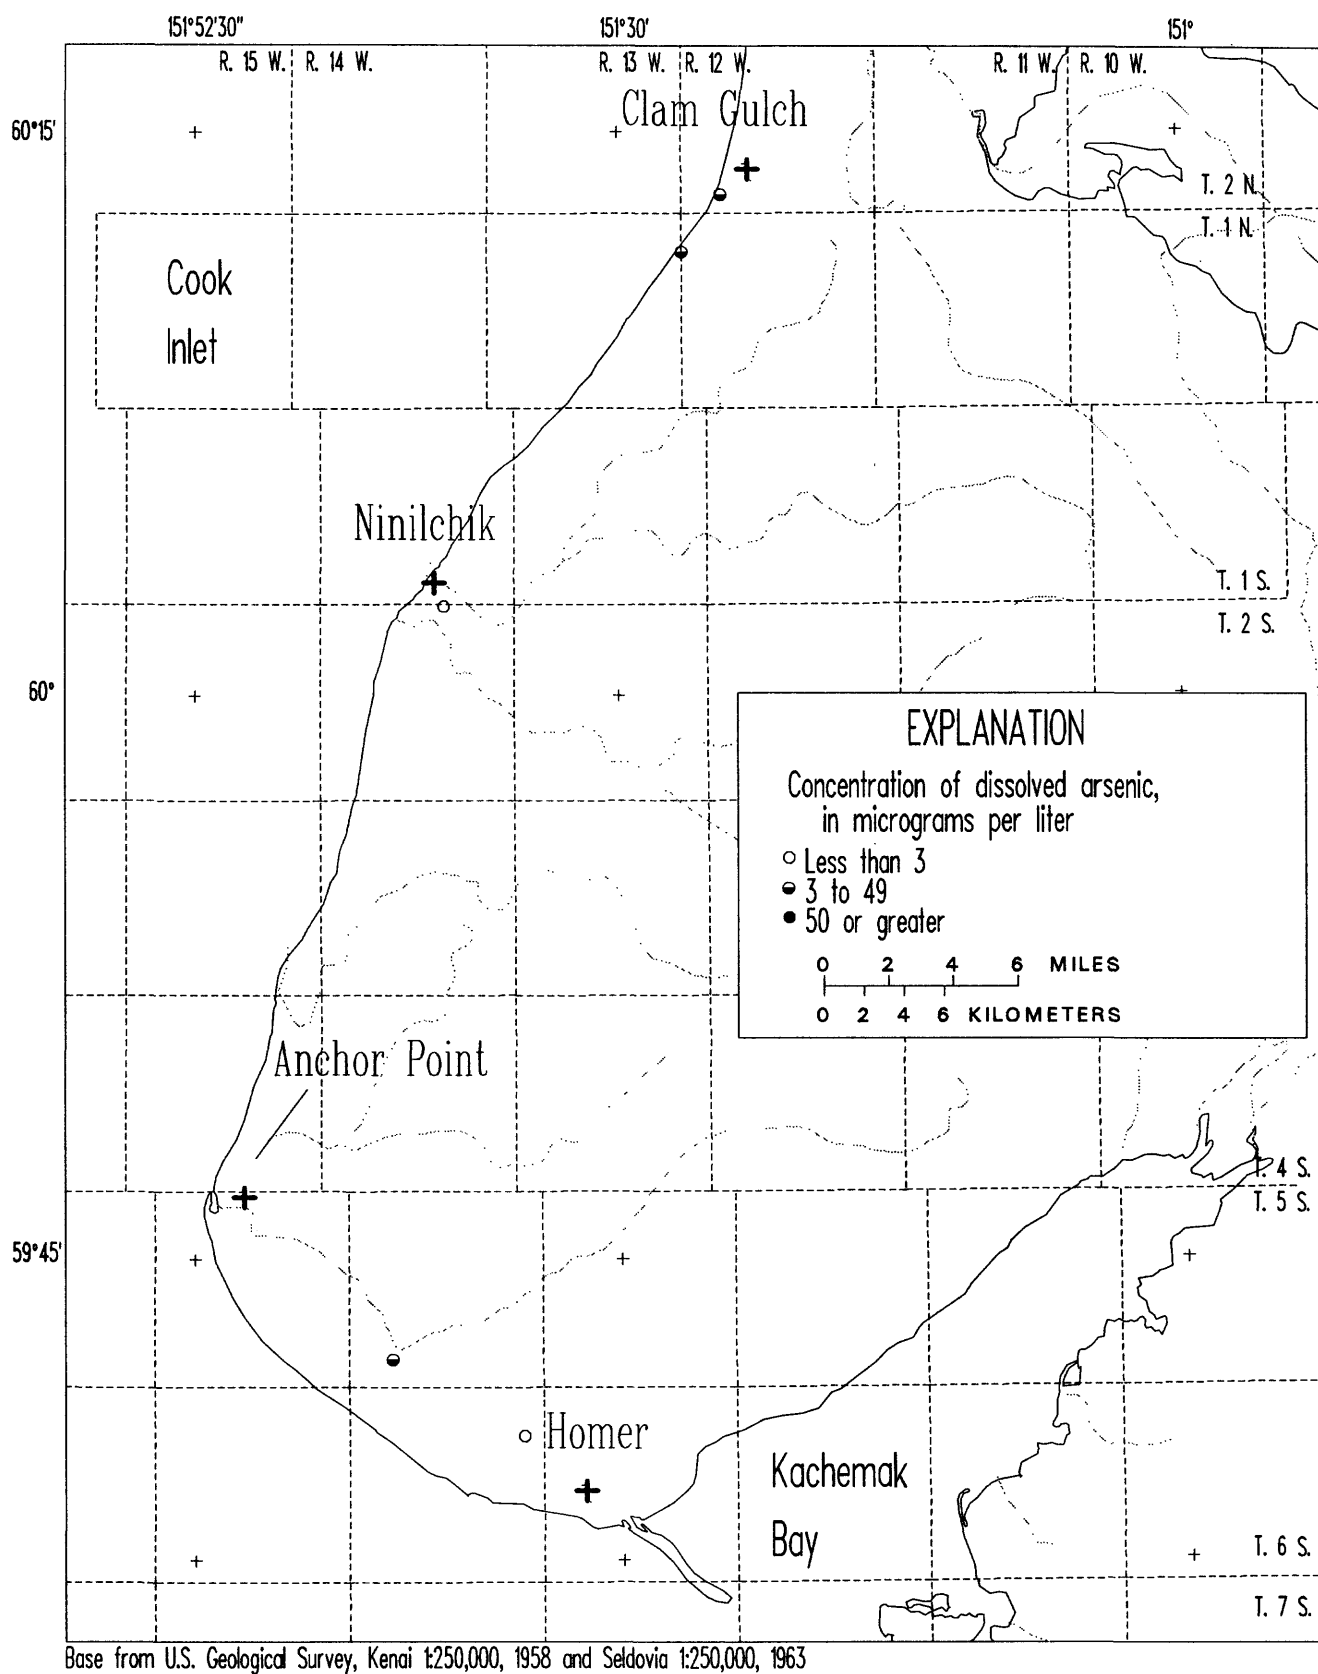 151°52'30"
151°30'
151°
R. 15 W.
R. 14 W.
R. 13 W.
R. 12 W.
R. 11 W.
R. 10 W.
Clam Gulch
60°15'
T. 2 N.
T. 1 N.
Cook
Inlet
Ninilchik
T. 1 S.
T. 2 S.
60°
EXPLANATION
Concentration of dissolved arsenic,
in micrograms per liter
Less than 3
3 to 49
50 or greater
0 2 4 6 MILES
0 2 4 6 KILOMETERS
Anchor Point
T. 4 S.
T. 5 S.
59°45'
Homer
Kachemak
Bay
T. 6 S.
T. 7 S.
Base from U.S. Geological Survey, Kenai 1:250,000, 1958 and Seldovia 1:250,000, 1963